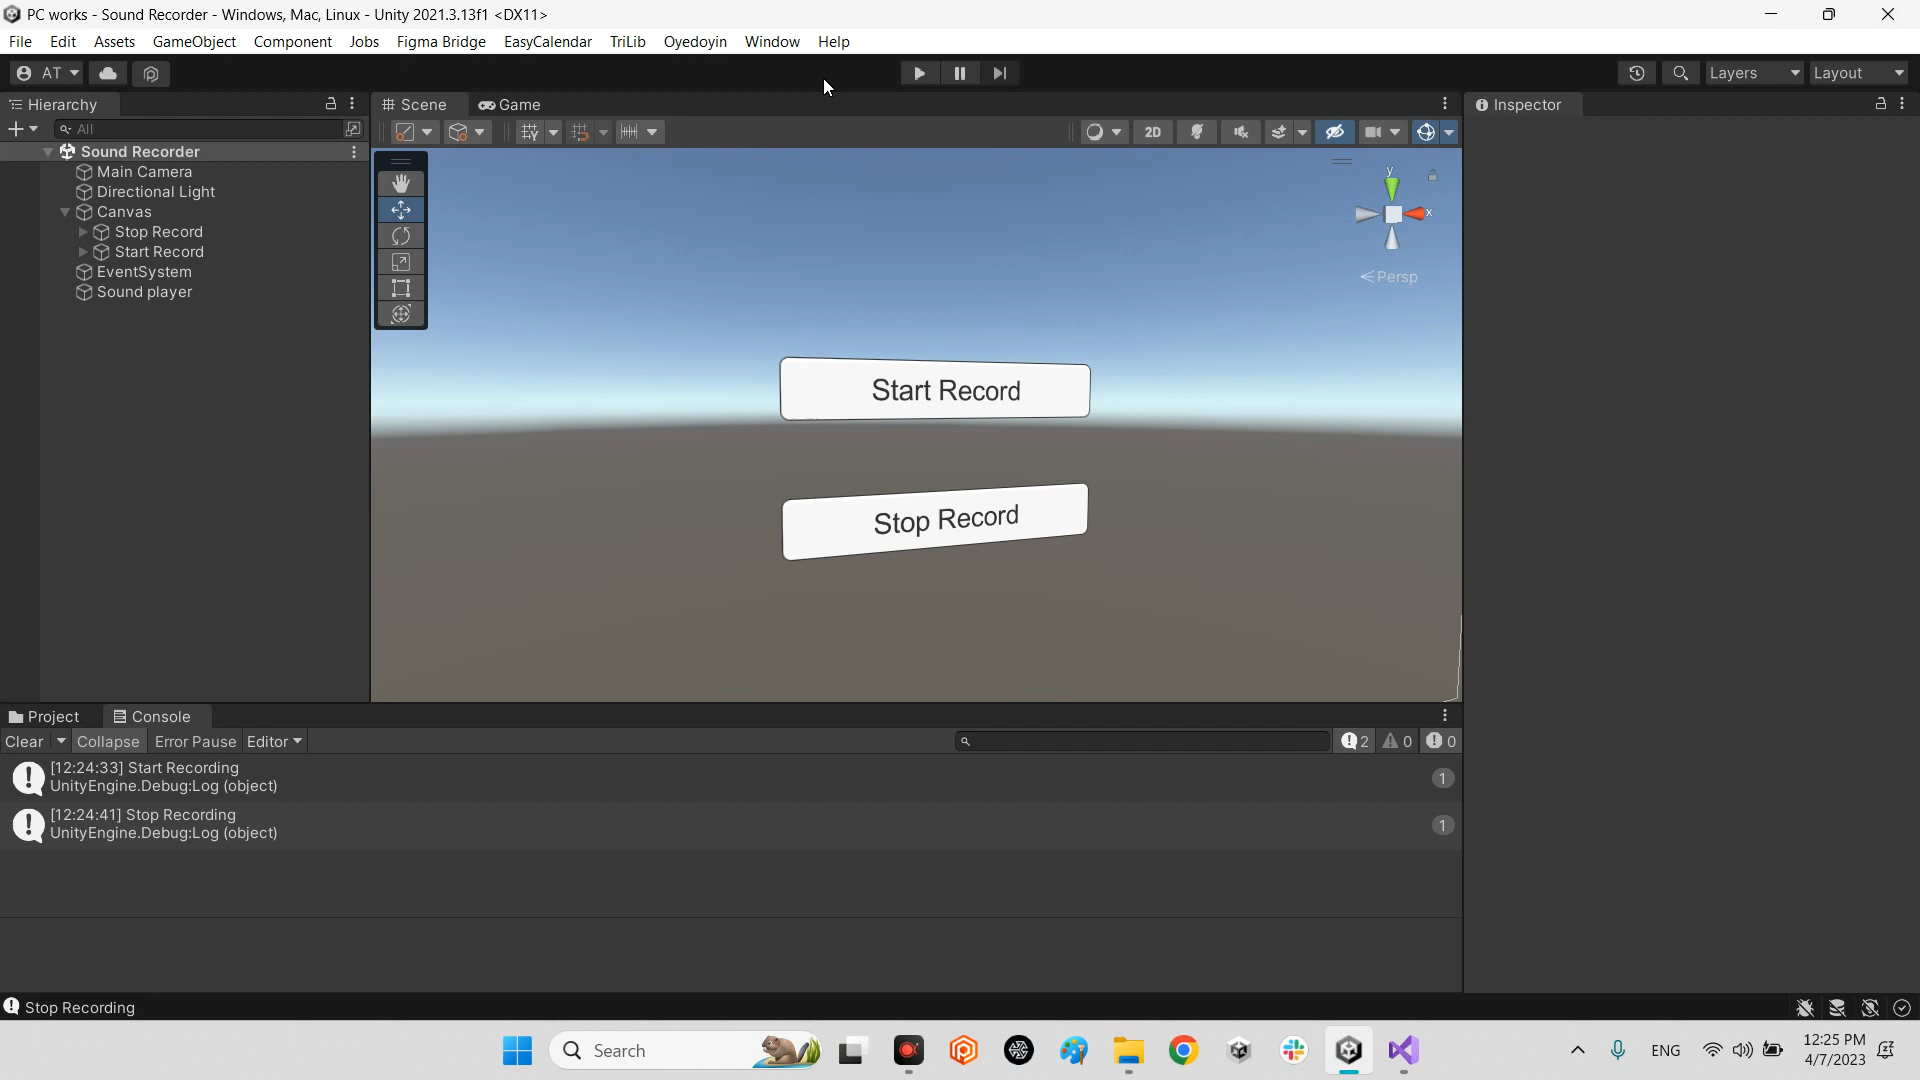 PC works - Sound Recorder - Windows, Mac, Linux - Unity 2021.3.13f1 <DX11>
File Edit Assets GameObject Component Jobs Figma Bridge EasyCalendar TriLib Oyedoyin Window Help
AT Layers Layout
Hierarchy
All
Sound Recorder
Main Camera
Directional Light
Canvas
Stop Record
Start Record
EventSystem
Sound player
Scene Game
2D
y
x
Persp
Start Record
Stop Record
Inspector
Project Console
Clear Collapse Error Pause Editor 2 0 0
[12:24:33] Start Recording
UnityEngine.Debug:Log (object)
1
[12:24:41] Stop Recording
UnityEngine.Debug:Log (object)
1
Stop Recording
Search
ENG
12:25 PM
4/7/2023